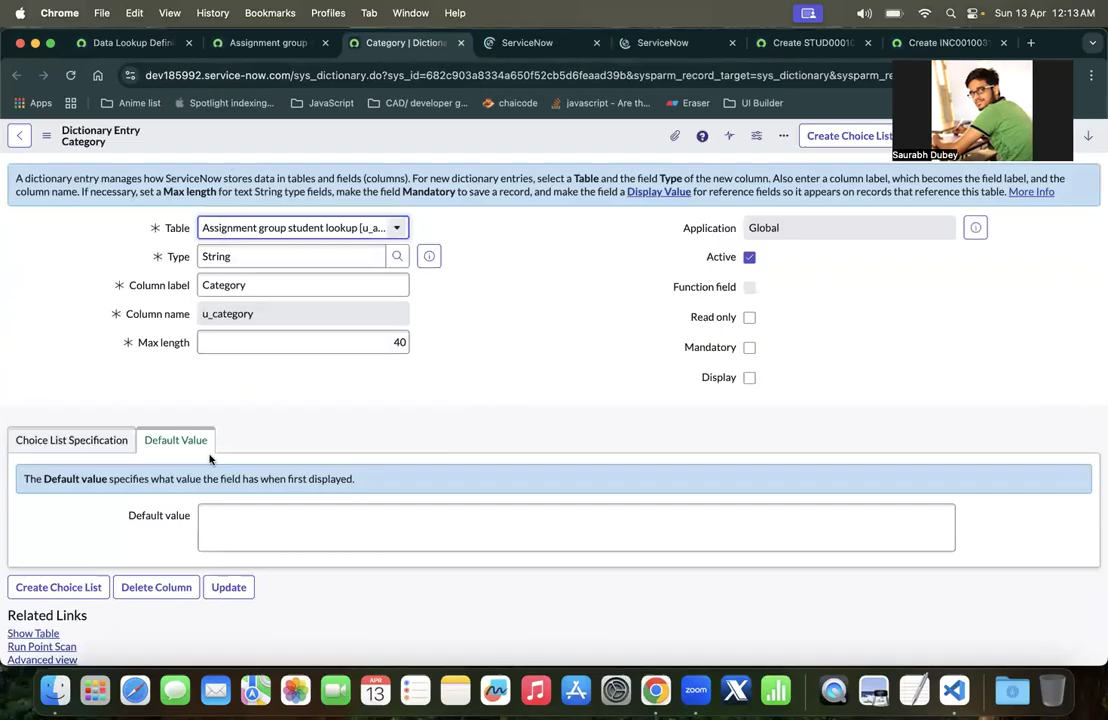 Chrome File Edit View History Bookmarks Profiles Tab Window Help Sun 13 Apr 12:13 AM
Data Lookup Defini Assignment group Category | Dictiona ServiceNow ServiceNow Create STUD0001( Create INC001003
dev185992.service-now.com/sys_dictionary.do?sys_id=682c903a8334a650f52cb5d6feaad39b&sysparm_record_target=sys_dictionary&sysparm_re
Apps Anime list Spotlight indexing... JavaScript CAD/ developer g... chaicode javascript - Are th... Eraser UI Builder
Dictionary Entry
Category
Create Choice List
Saurabh Dubey
A dictionary entry manages how ServiceNow stores data in tables and fields (columns). For new dictionary entries, select a Table and the field Type of the new column. Also enter a column label, which becomes the field label, and the
column name. If necessary, set a Max length for text String type fields, make the field Mandatory to save a record, and make the field a Display Value for reference fields so it appears on records that reference this table. More Info
Table Assignment group student lookup [u_a...
Type String
Column label Category
Column name u_category
Max length 40
Application Global
Active
Function field
Read only
Mandatory
Display
Choice List Specification Default Value
The Default value specifies what value the field has when first displayed.
Default value
Create Choice List Delete Column Update
Related Links
Show Table
Run Point Scan
Advanced view
APR
13
zoom